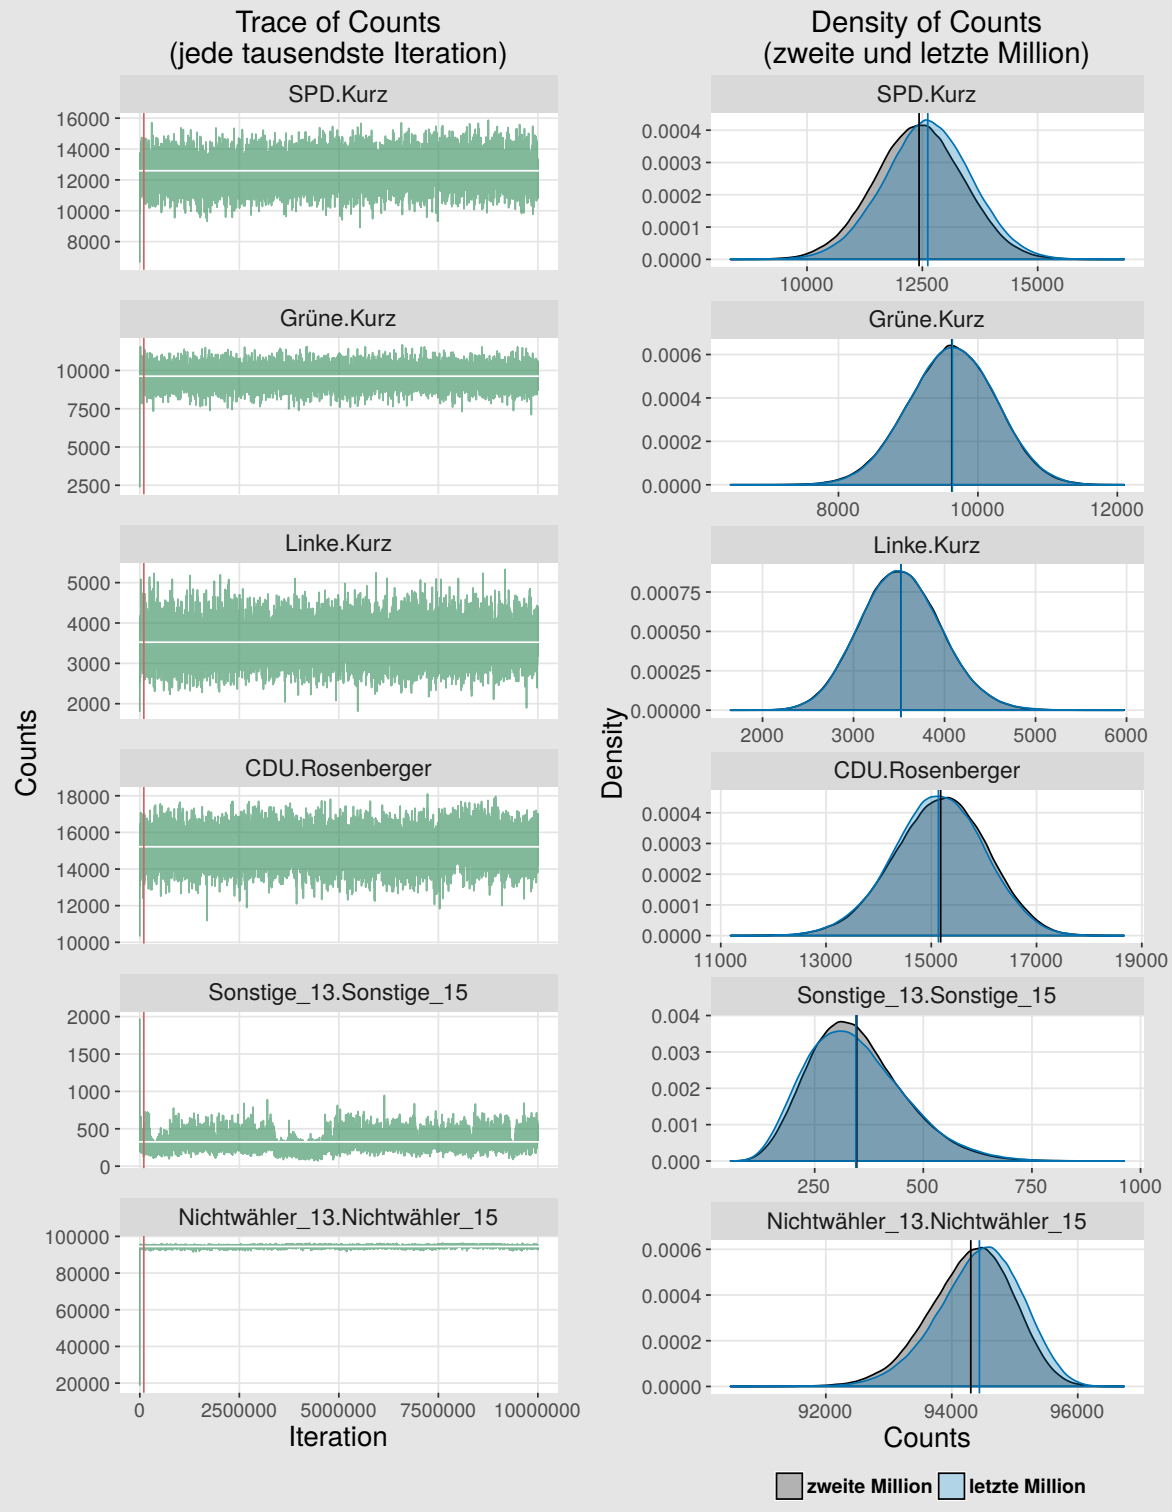 Trace of Counts
(jede tausendste Iteration)
SPD.Kurz
16000
14000
12000
10000
8000
Grüne.Kurz
10000
7500
5000
2500
Linke.Kurz
5000
4000
3000
2000
CDU.Rosenberger
18000
16000
14000
12000
10000
Sonstige_13.Sonstige_15
2000
1500
1000
500
0
Nichtwähler_13.Nichtwähler_15
100000
80000
60000
40000
20000
0 2500000 5000000 7500000 10000000
Iteration
Counts
Density of Counts
(zweite und letzte Million)
SPD.Kurz
0.0004
0.0003
0.0002
0.0001
0.0000
10000 12500 15000
Grüne.Kurz
0.0006
0.0004
0.0002
0.0000
8000 10000 12000
Linke.Kurz
0.00075
0.00050
0.00025
0.00000
2000 3000 4000 5000 6000
CDU.Rosenberger
0.0004
0.0003
0.0002
0.0001
0.0000
11000 13000 15000 17000 19000
Sonstige_13.Sonstige_15
0.004
0.003
0.002
0.001
0.000
250 500 750 1000
Nichtwähler_13.Nichtwähler_15
0.0006
0.0004
0.0002
0.0000
92000 94000 96000
Counts
Density
zweite Million letzte Million